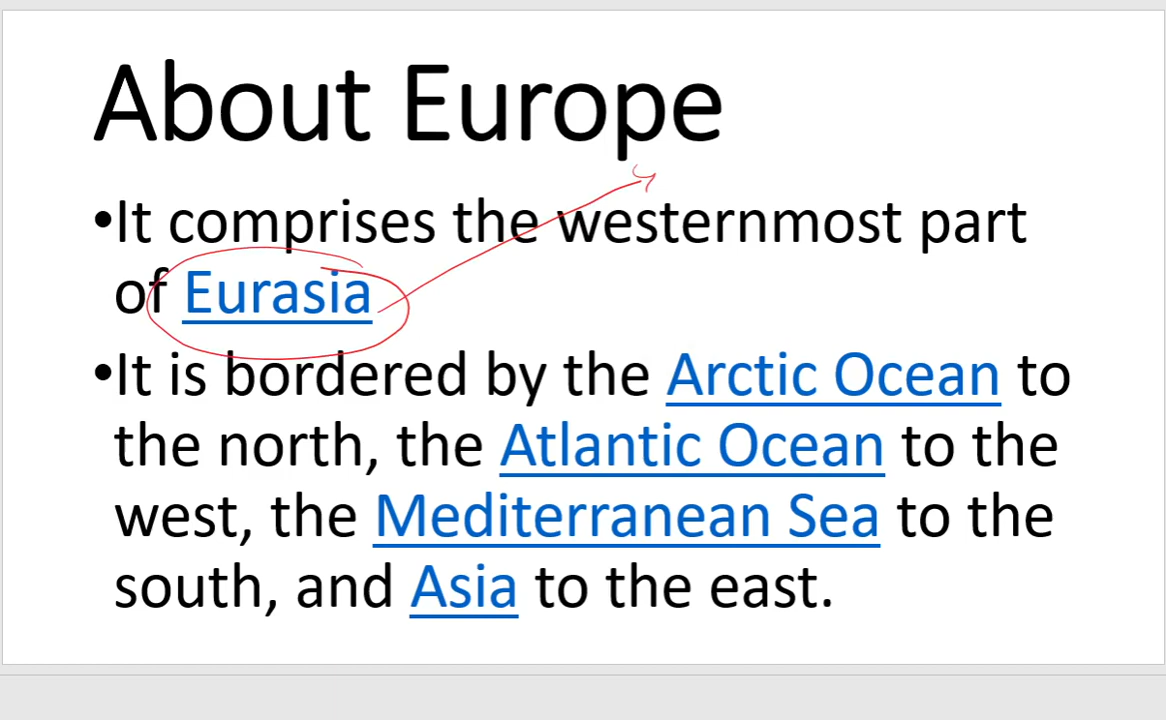 About Europe
•It comprises the westernmost part
of Eurasia
•It is bordered by the Arctic Ocean to
the north, the Atlantic Ocean to the
west, the Mediterranean Sea to the
south, and Asia to the east.